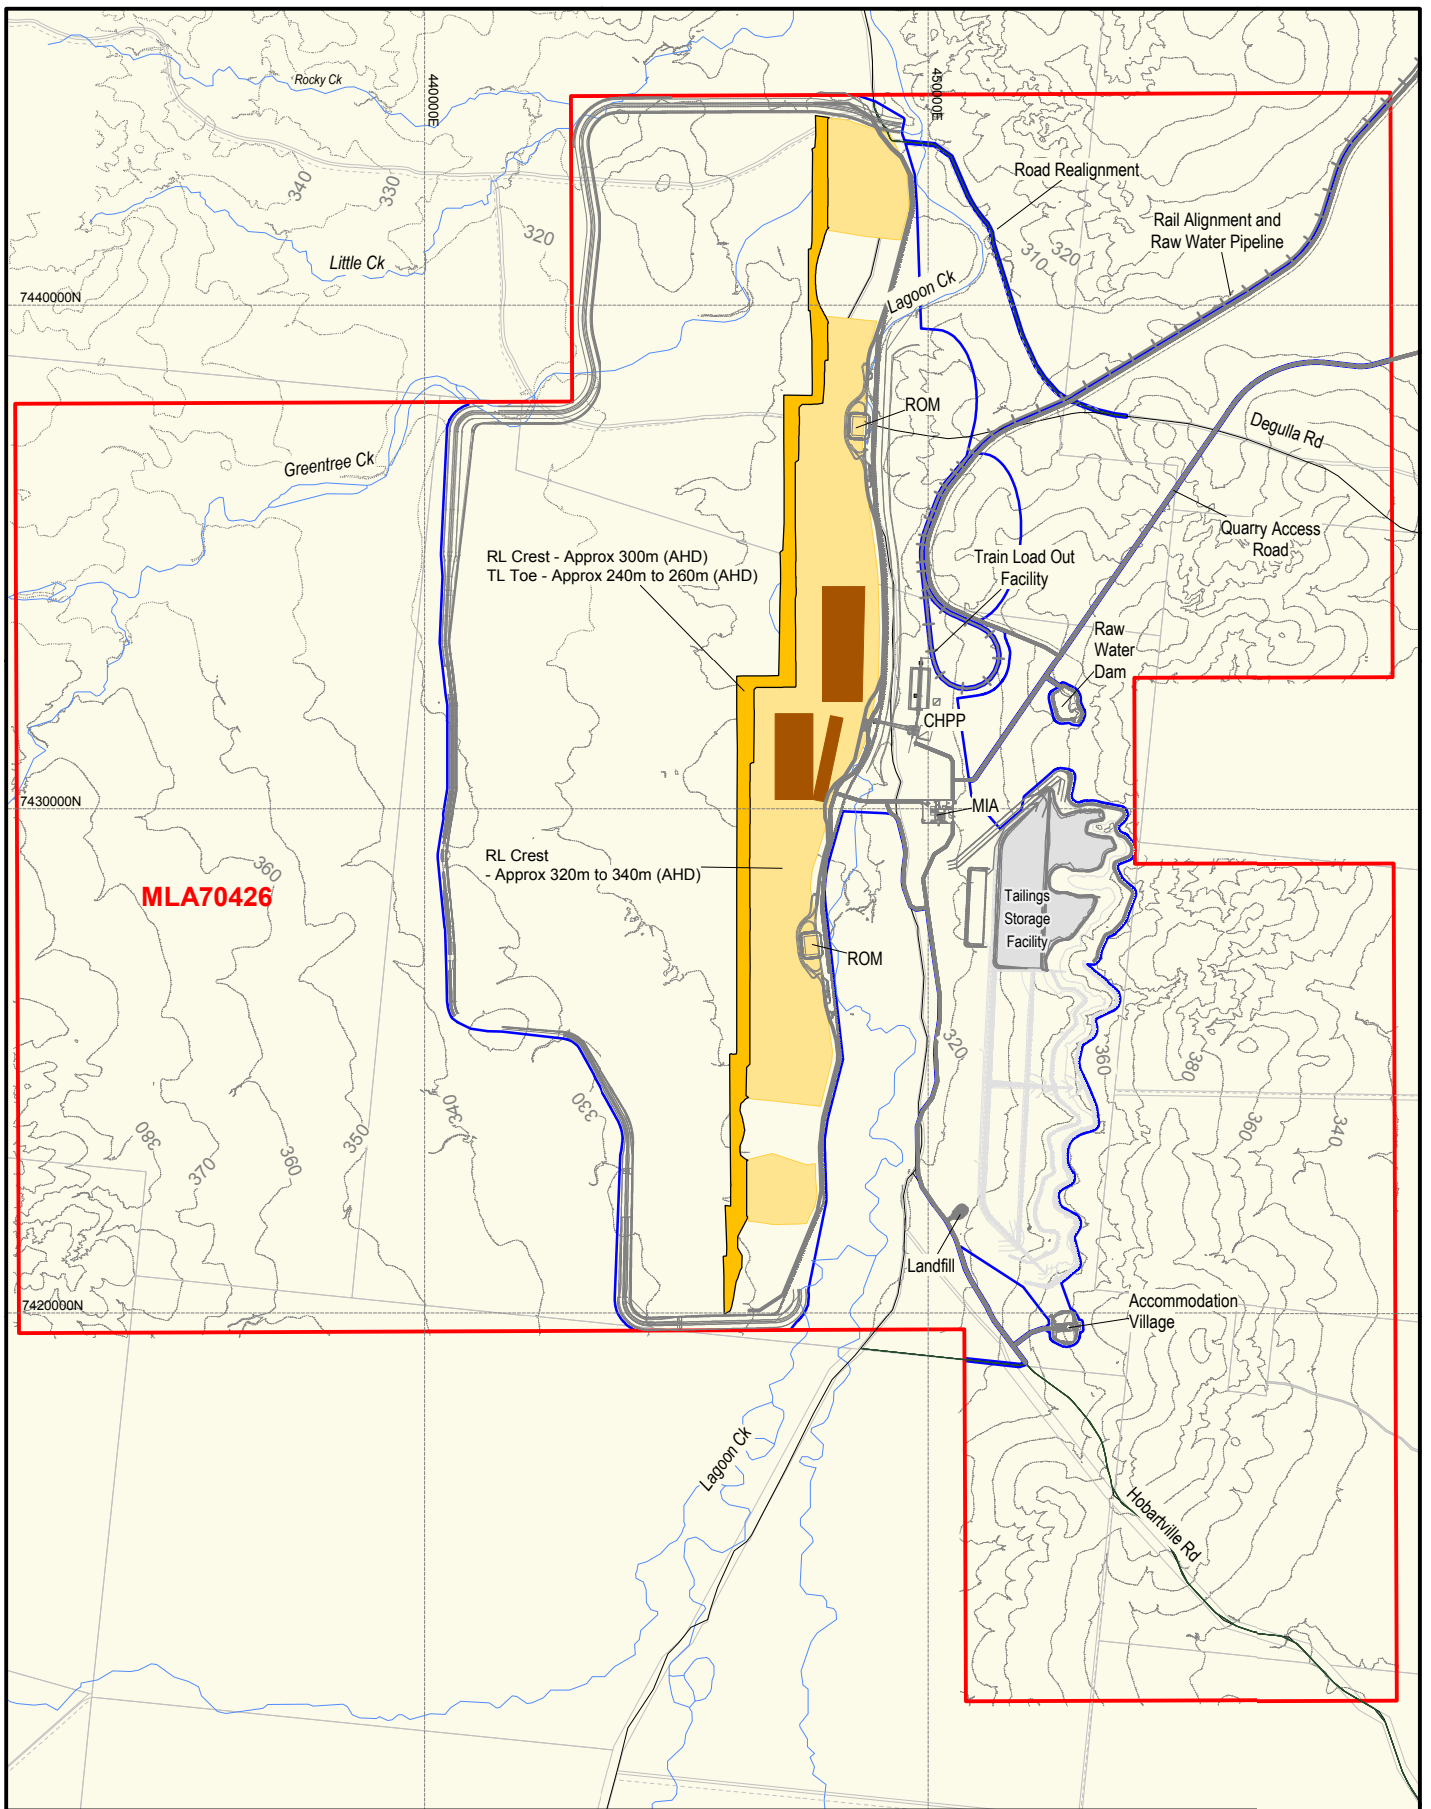 Rocky Ck
440000E
450000E
Road Realignment
340
330
Rail Alignment and
Raw Water Pipeline
320
310
320
Little Ck
Lagoon Ck
7440000N
ROM
Degulla Rd
Greentree Ck
Quarry Access
Road
RL Crest - Approx 300m (AHD)
TL Toe - Approx 240m to 260m (AHD)
Train Load Out
Facility
Raw
Water
Dam
CHPP
7430000N
MIA
RL Crest
- Approx 320m to 340m (AHD)
360
MLA70426
Tailings
Storage
Facility
ROM
320
360
380
340
330
380
370
360
350
360
340
Landfill
7420000N
Accommodation
Village
Lagoon Ck
Hobartville Rd